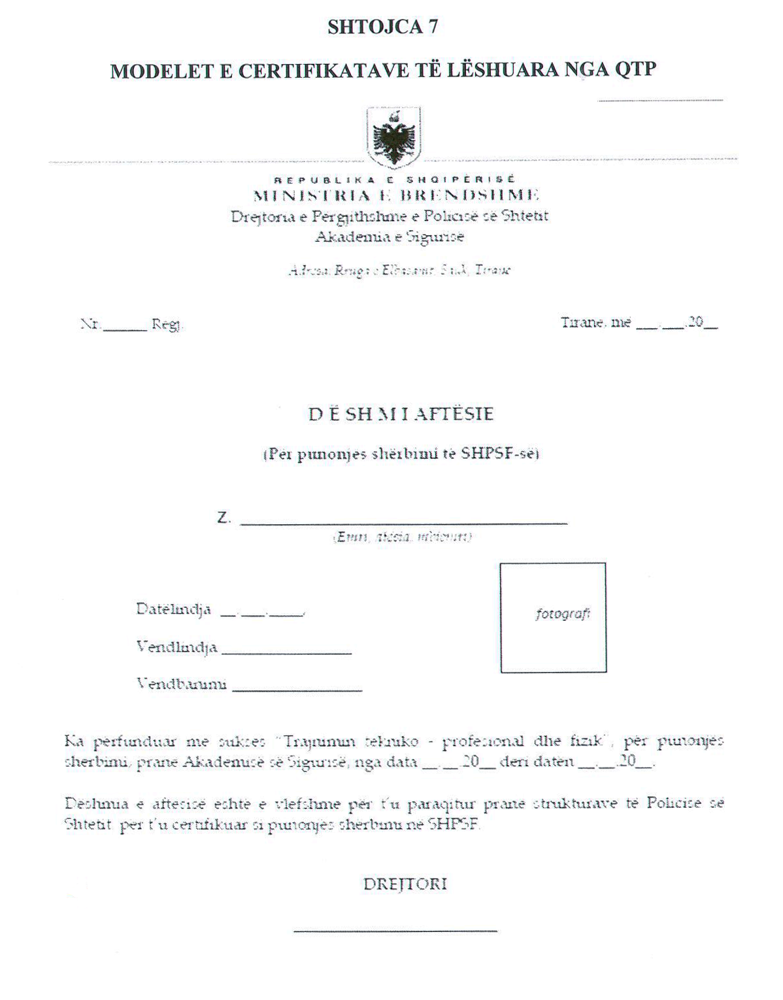 SHTOJCA 7
MODELET E CERTIFIKATAVE TË LËSHUARA NGA QTP
REPUBLIKA E SHQIPËRISË
MINISTRIA E BRENDSHME
Drejtoria e Përgjithshme e Policisë së Shtetit
Akademia e Sigurisë
Adresa: Rruga e Elbasanit, Sauk, Tiranë
Nr.______ Regj.
Tiranë, më ___.___.20__
D Ë SH M I AFTËSIE
(Për punonjës shërbimi të SHPSF-së)
Z. ______________________
(Emri, atësia, mbiemri)
fotografi
Datëlindja __.___.____,
Vendlindja ______________
Vendbanimi ______________
Ka përfunduar me sukses "Trajnimin tekniko - profesional dhe fizik", për punonjës
shërbimi, pranë Akademisë së Sigurisë, nga data __.__.20__ deri datën __.__.20__.
Dëshmia e aftësisë është e vlefshme për t'u paraqitur pranë strukturave të Policisë së
Shtetit për t'u certifikuar si punonjës shërbimi në SHPSF.
DREJTORI
______________________